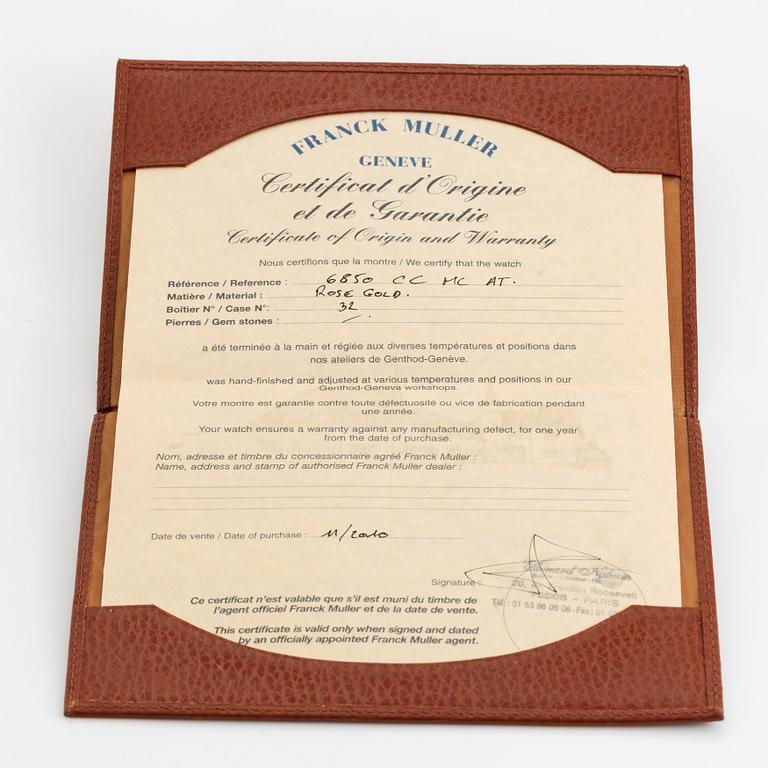 FRANCK MULLER
GENEVE
Certificat d'Origine
et de Garantie
Certificate of Origin and Warranty
Nous certifions que la montre / We certify that the watch
Référence / Reference : 6850 CC MC AT.
Matière / Material : ROSE GOLD.
Boîtier N° / Case N°: 32
Pierres / Gem stones : —.
a été terminée à la main et réglée aux diverses températures et positions dans
nos ateliers de Genthod-Genève.
was hand-finished and adjusted at various temperatures and positions in our
Genthod-Geneva workshops.
Votre montre est garantie contre toute défectuosité ou vice de fabrication pendant
une année.
Your watch ensures a warranty against any manufacturing defect, for one year
from the date of purchase.
Nom, adresse et timbre du concessionaire agréé Franck Muller :
Name, address and stamp of authorised Franck Muller dealer :
Date de vente / Date of purchase : 11/2010
Signature :
20, Roosevelt
75008 - PARIS
Tél : 01 53 96 06 06 - Fax : 01
Ce certificat n'est valable que s'il est muni du timbre de
l'agent officiel Franck Muller et de la date de vente.
This certificate is valid only when signed and dated
by an officially appointed Franck Muller agent.